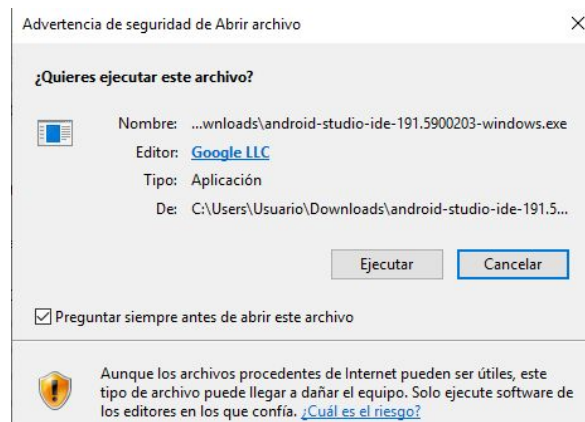 Advertencia de seguridad de Abrir archivo
¿Quieres ejecutar este archivo?
Nombre: ...wnloads\android-studio-ide-191.5900203-windows.exe
Editor: Google LLC
Tipo: Aplicación
De: C:\Users\Usuario\Downloads\android-studio-ide-191.5...
Ejecutar Cancelar
Preguntar siempre antes de abrir este archivo
Aunque los archivos procedentes de Internet pueden ser útiles, este
tipo de archivo puede llegar a dañar el equipo. Solo ejecute software de
los editores en los que confía. ¿Cuál es el riesgo?